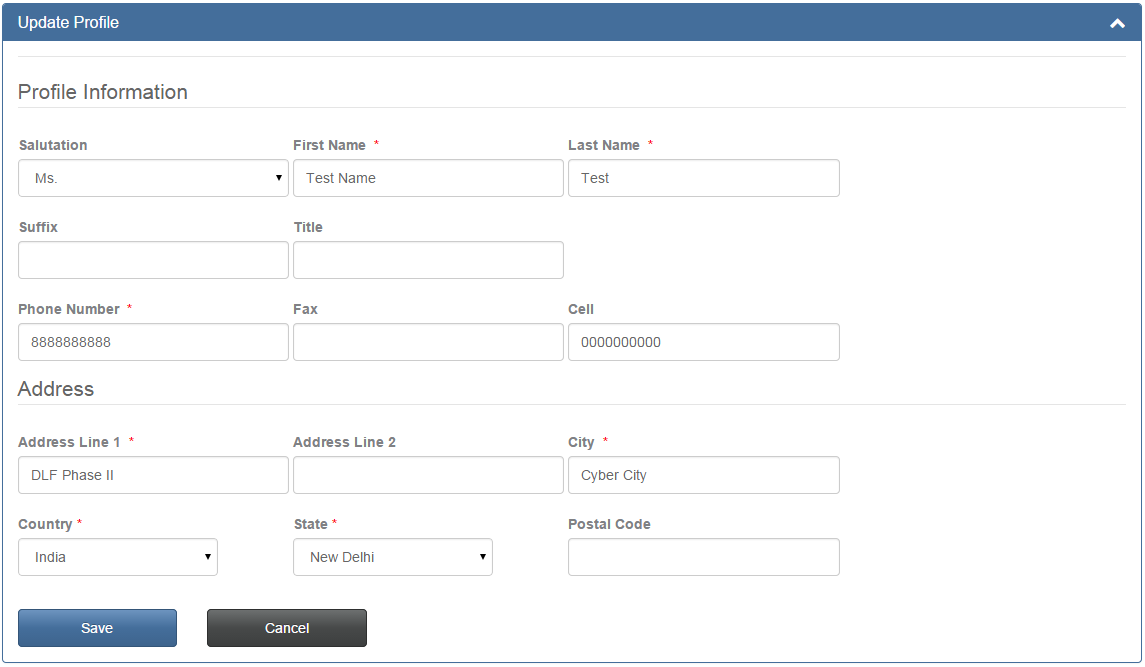 Update Profile
Profile Information
Salutation First Name * Last Name *
Ms. Test Name Test
Suffix Title
Phone Number * Fax Cell
8888888888 0000000000
Address
Address Line 1 * Address Line 2 City *
DLF Phase II Cyber City
Country * State * Postal Code
India New Delhi
Save Cancel